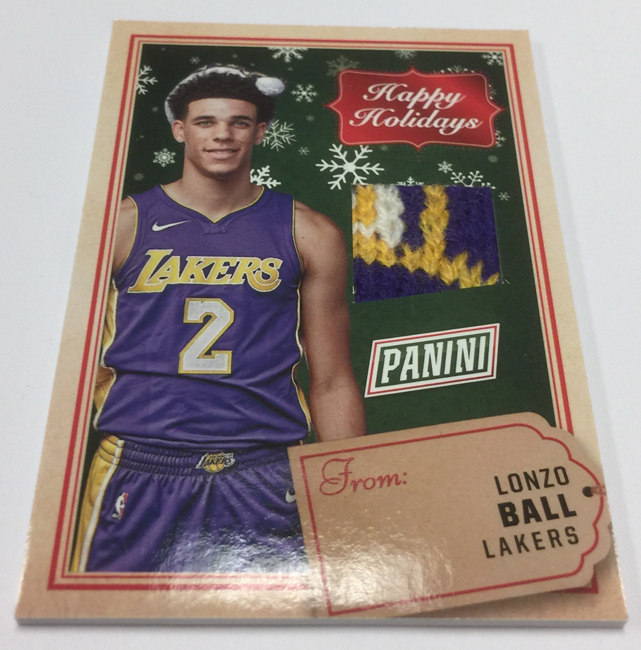 Happy
Holidays
LAKERS
2
PANINI
From:
LONZO
BALL
LAKERS